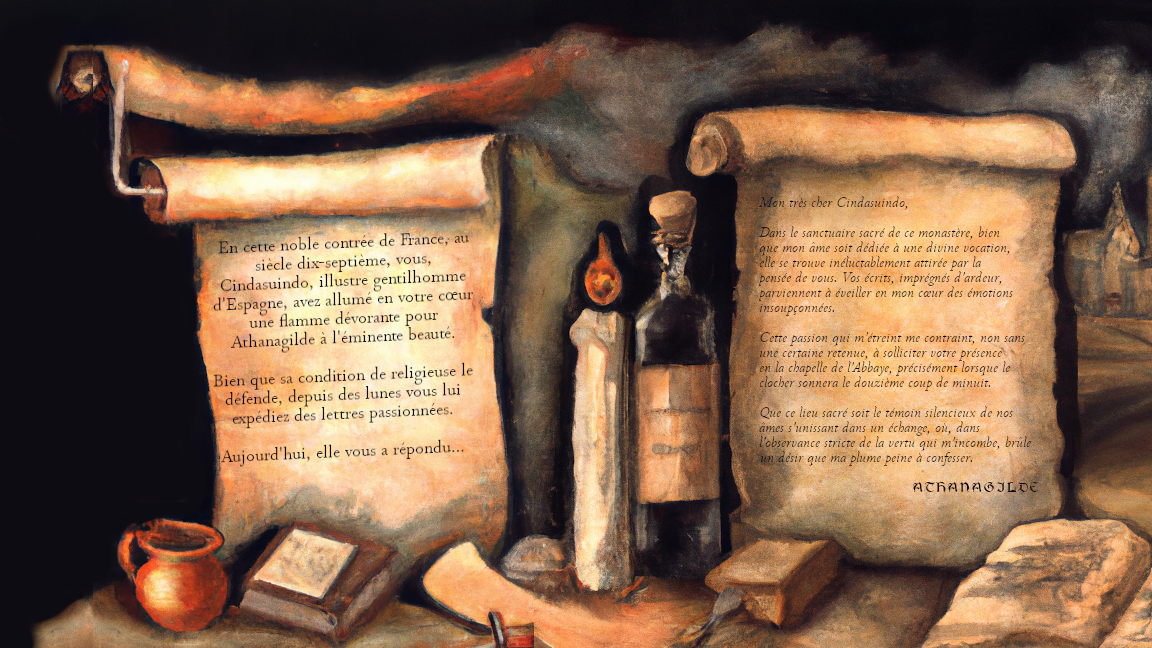 En cette noble contrée de France, au
siècle dix-septième, vous,
Cindasuindo, illustre gentilhomme
d'Espagne, avez allumé en votre cœur
une flamme dévorante pour
Athanagilde à l'éminente beauté.
Bien que sa condition de religieuse le
défende, depuis des lunes vous lui
expédiez des lettres passionnées.
Aujourd'hui, elle vous a répondu...
Mon très cher Cindasuindo,
Dans le sanctuaire sacré de ce monastère, bien
que mon âme soit dédiée à une divine vocation,
elle se trouve inéluctablement attirée par la
pensée de vous. Vos écrits, imprégnés d'ardeur,
parviennent à éveiller en mon cœur des émotions
insoupçonnées.
Cette passion qui m'étreint me contraint, non sans
une certaine retenue, à solliciter votre présence
en la chapelle de l'Abbaye, précisément lorsque le
clocher sonnera le douzième coup de minuit.
Que ce lieu sacré soit le témoin silencieux de nos
âmes s'unissant dans un échange, où, dans
l'observance stricte de la vertu qui m'incombe, brûle
un désir que ma plume peine à confesser.
ATHANAGILDE